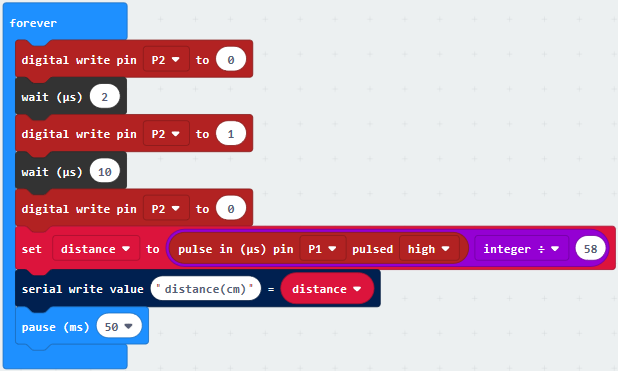 forever
digital write pin P2 to 0
wait (µs) 2
digital write pin P2 to 1
wait (µs) 10
digital write pin P2 to 0
set distance to pulse in (µs) pin P1 pulsed high integer ÷ 58
serial write value "distance(cm)" = distance
pause (ms) 50